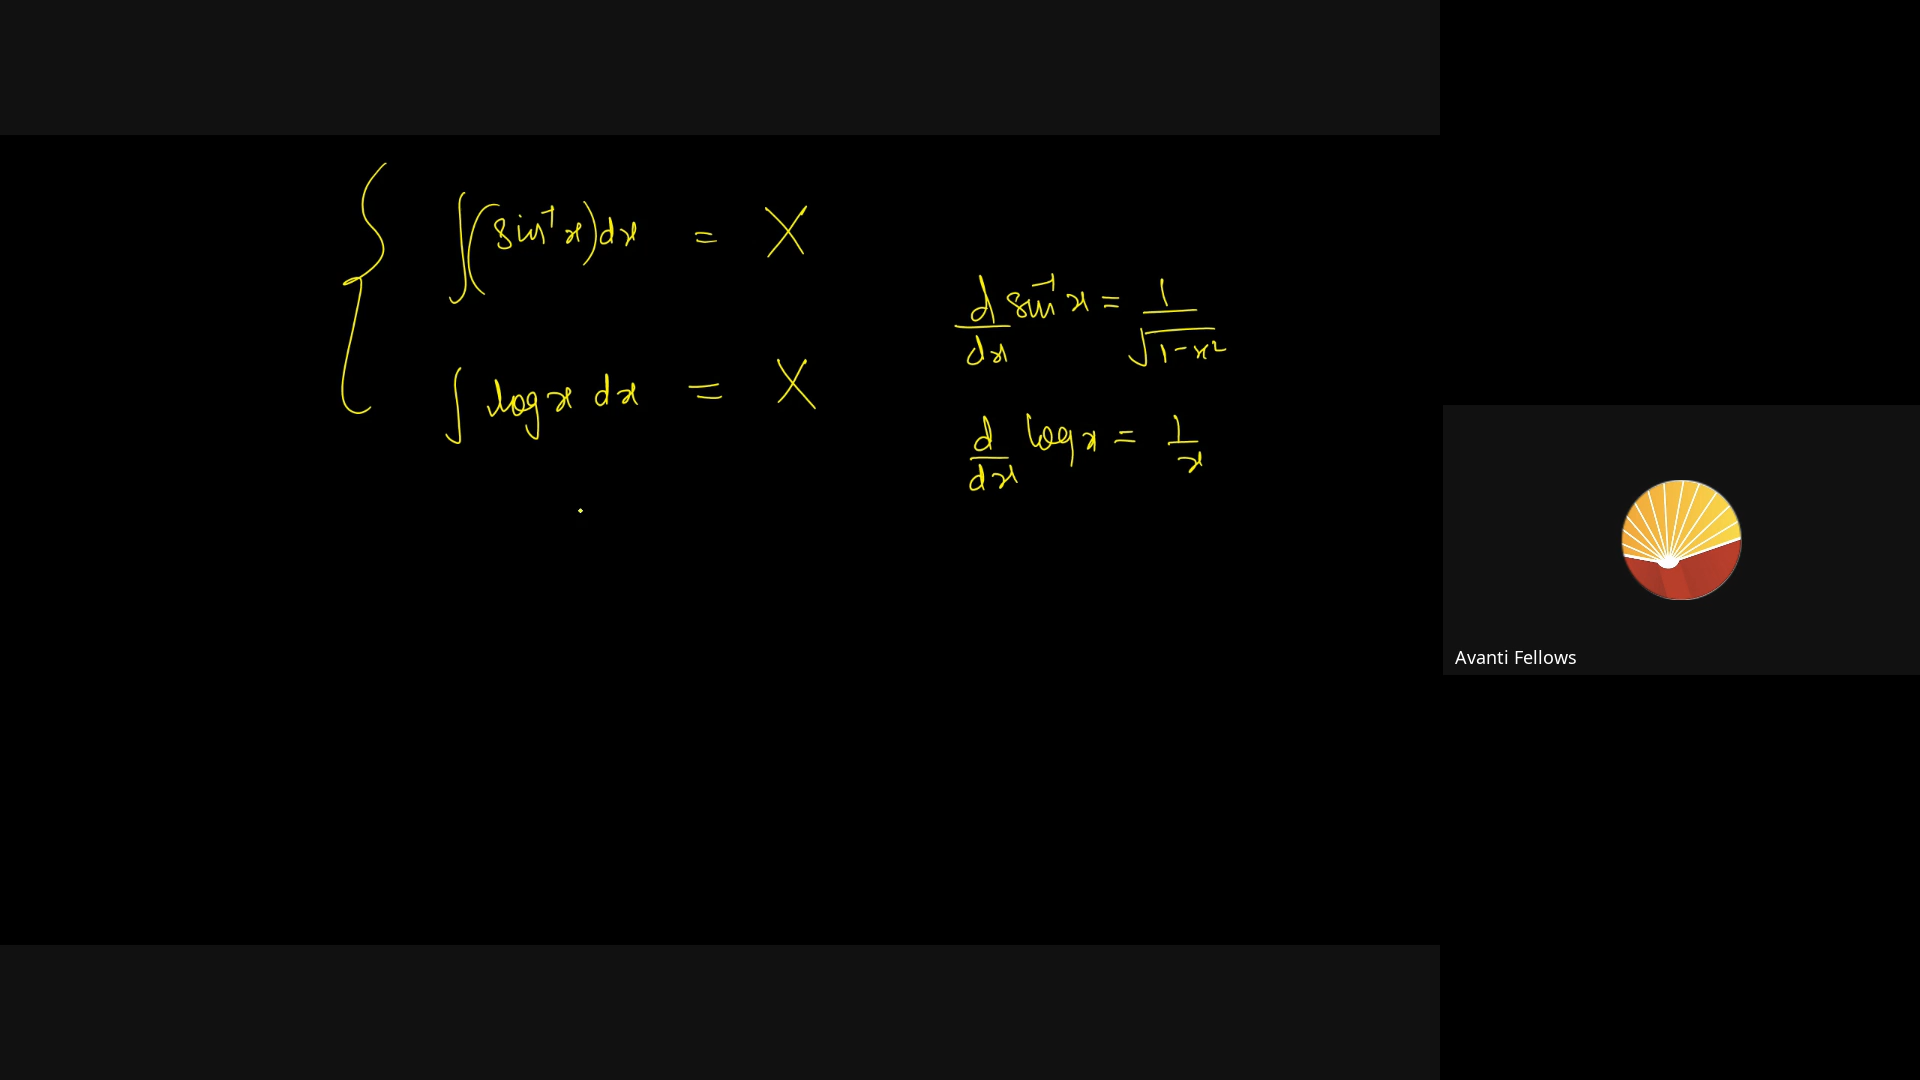 ∫(sin⁻¹x)dx = X
∫ log x dx = X
d/dx sin⁻¹x = 1/√(1-x²)
d/dx log x = 1/x
Avanti Fellows